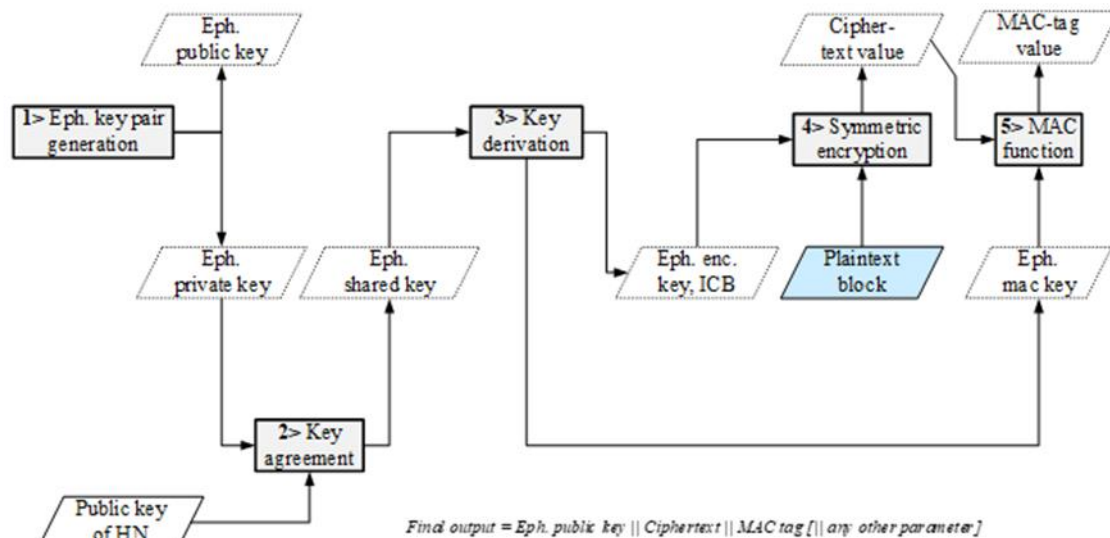 Eph.
public key
Cipher-
text value
MAC-tag
value
1> Eph. key pair
generation
3> Key
derivation
4> Symmetric
encryption
5> MAC
function
Eph.
private key
Eph.
shared key
Eph. enc.
key, ICB
Plaintext
block
Eph.
mac key
2> Key
agreement
Public key
of HN
Final output = Eph. public key || Ciphertext || MAC tag [|| any other parameter]